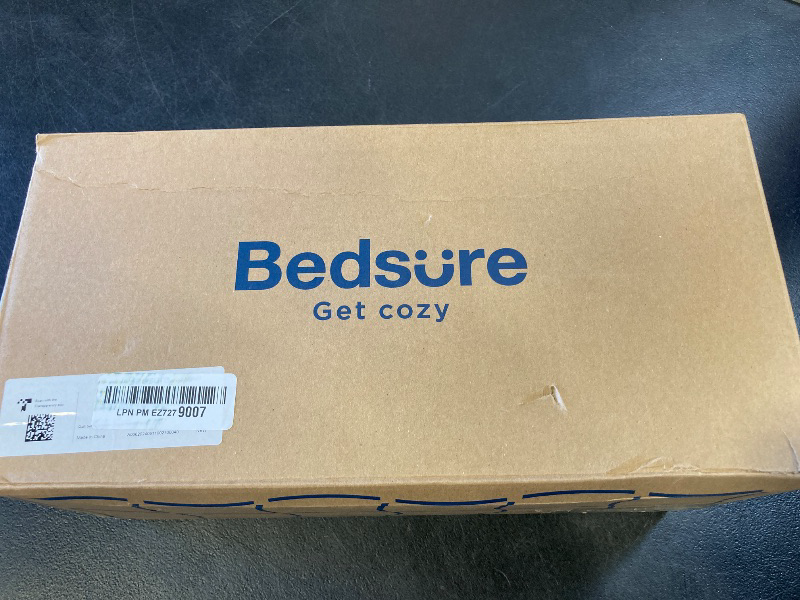 Bedsure
Get cozy
LPN PM EZ727 9007